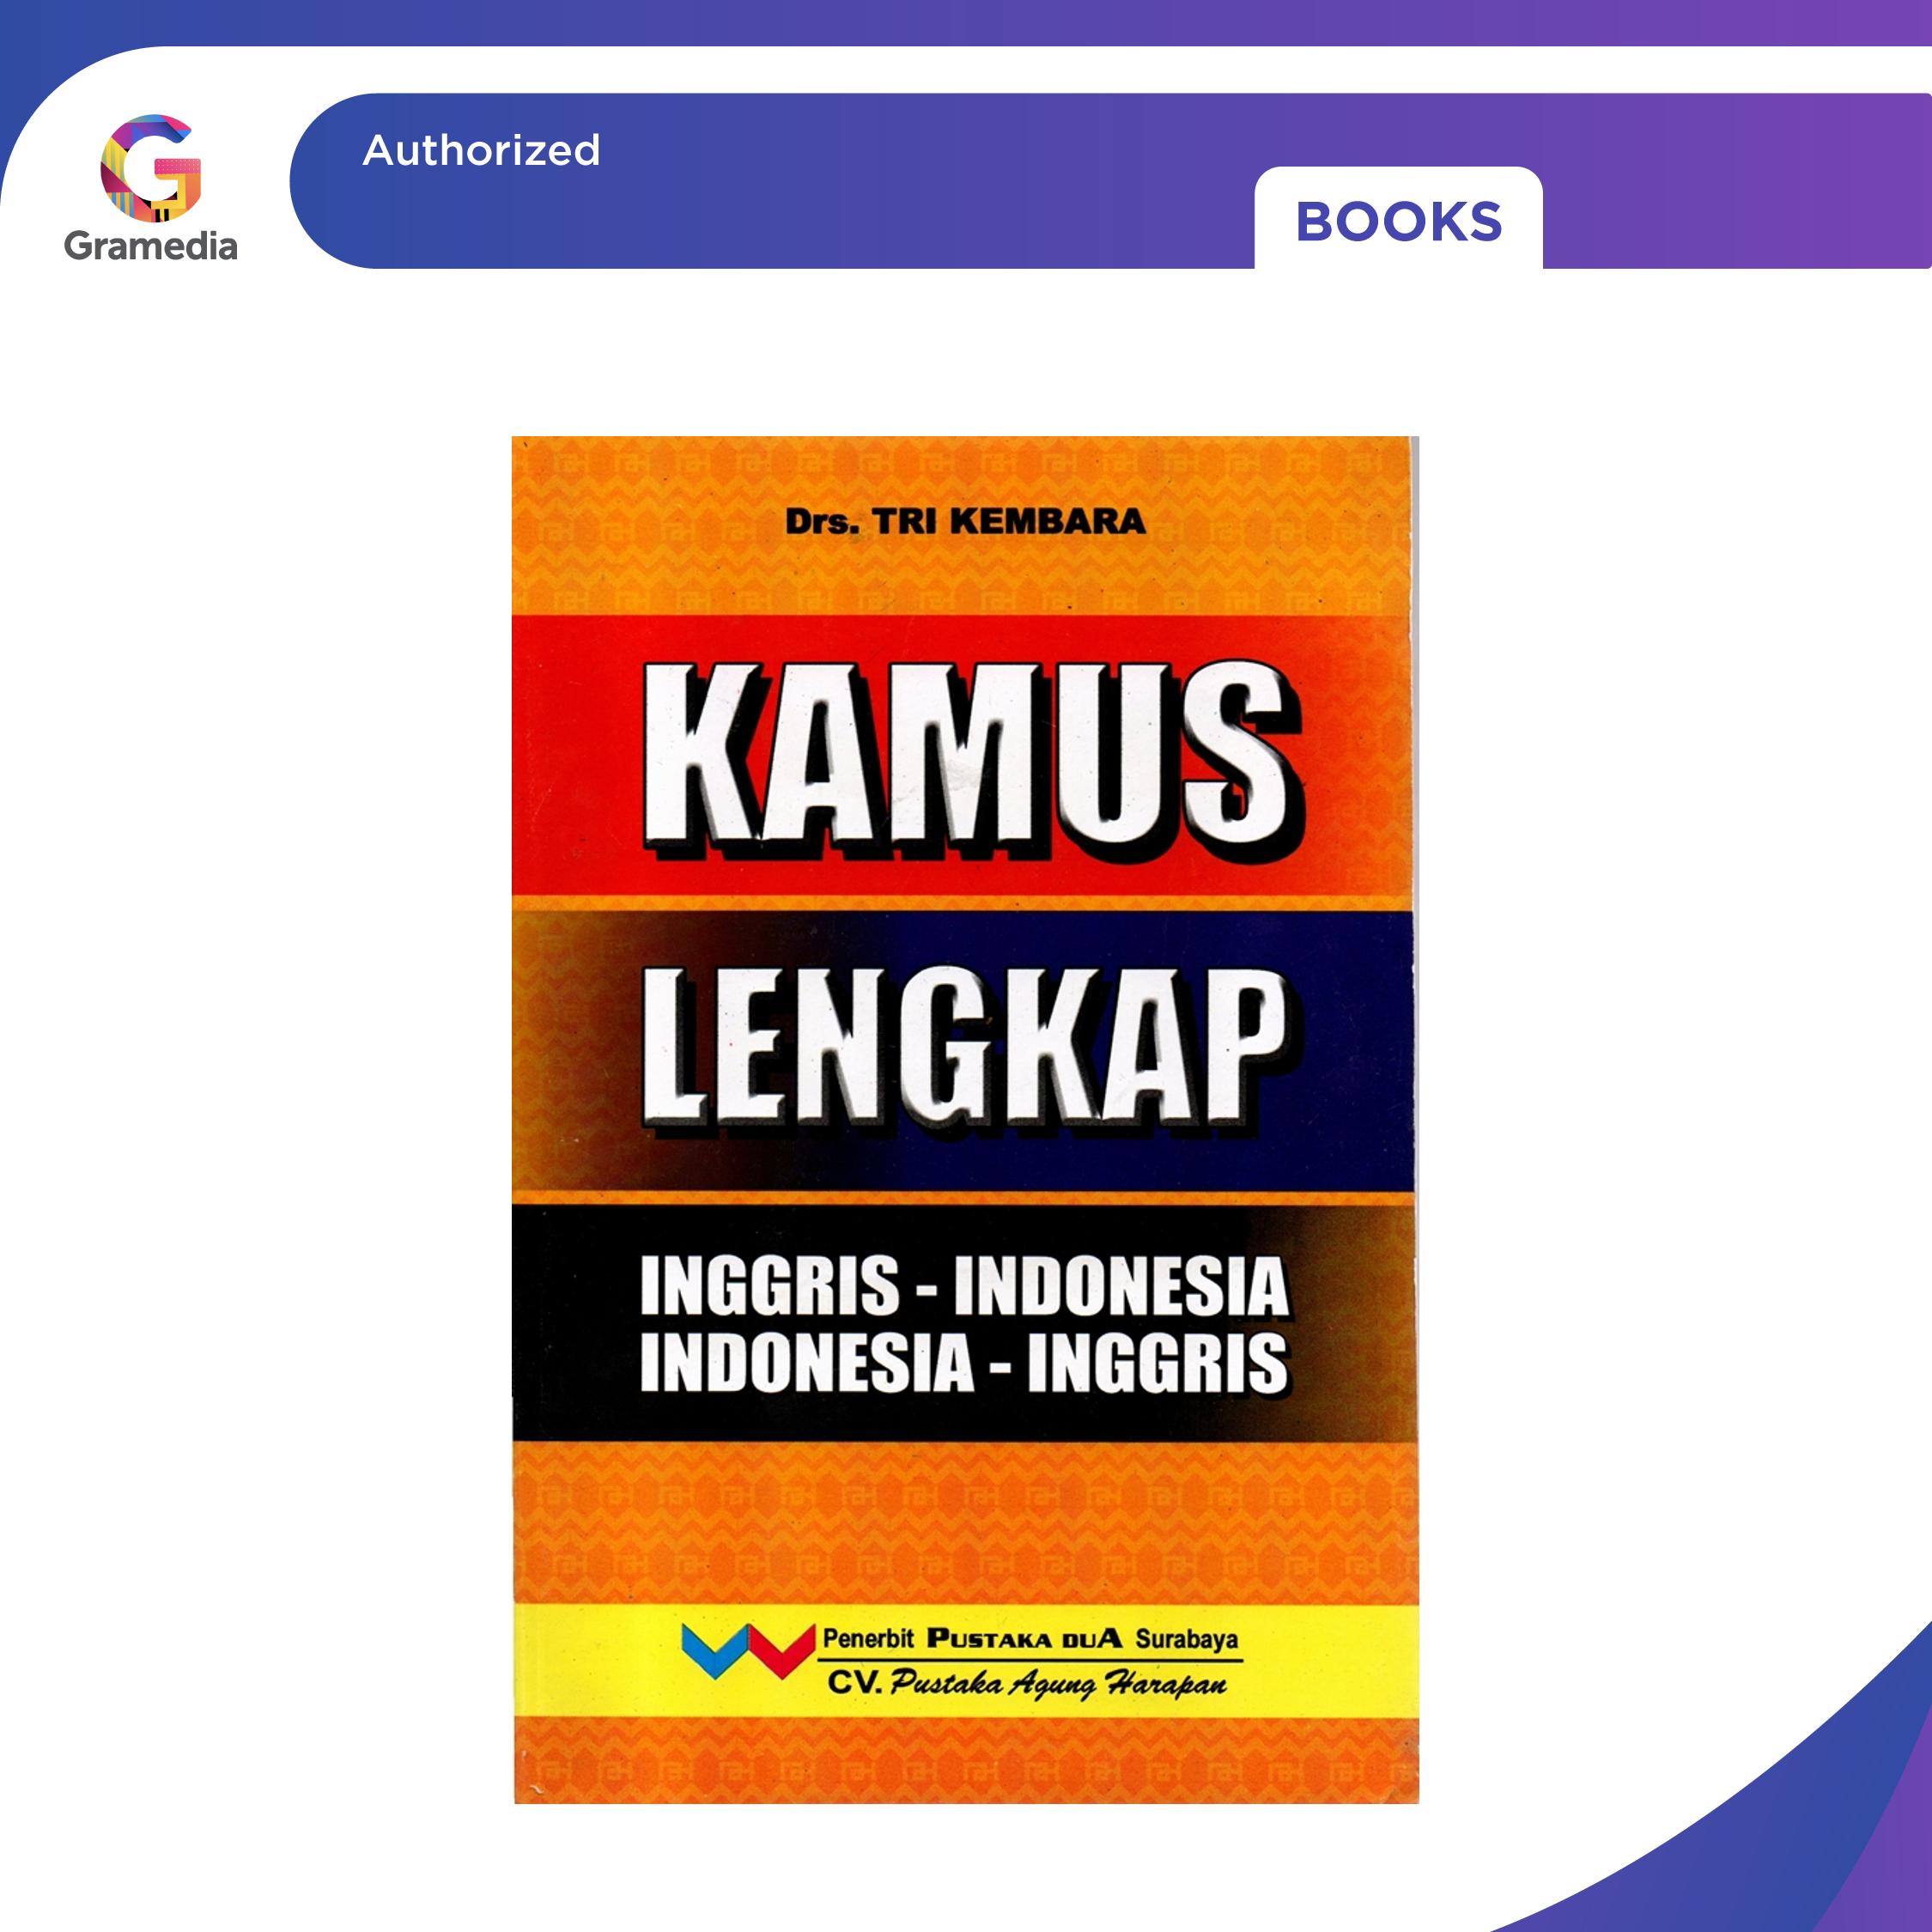 Gramedia
Authorized
BOOKS
Drs. TRI KEMBARA
KAMUS
LENGKAP
INGGRIS - INDONESIA
INDONESIA - INGGRIS
Penerbit PUSTAKA DUA Surabaya
CV. Pustaka Agung Harapan